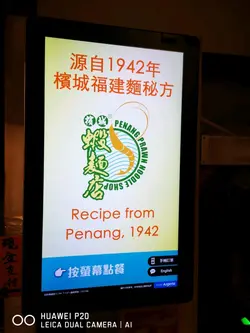 源自1942年
檳城福建麵秘方
檳城
蝦麵店
PENANG PRAWN NOODLE SHOP
Recipe from
Penang, 1942
按螢幕點餐
English
HUAWEI P20
LEICA DUAL CAMERA | AI